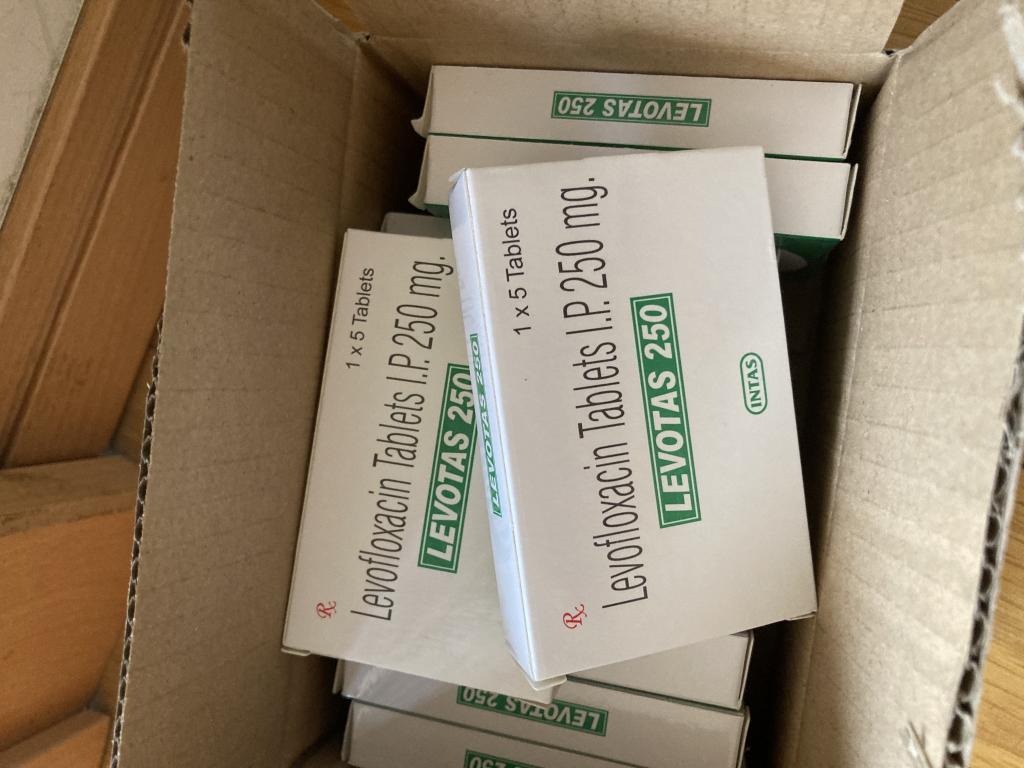 LEVOTAS 250
1 x 5 Tablets
Levofloxacin Tablets I.P. 250 mg.
LEVOTAS 250
Rx
1 x 5 Tablets
Levofloxacin Tablets I.P. 250 mg.
LEVOTAS 250
INTAS
Rx
LEVOTAS 250
LEVOTAS 250
250